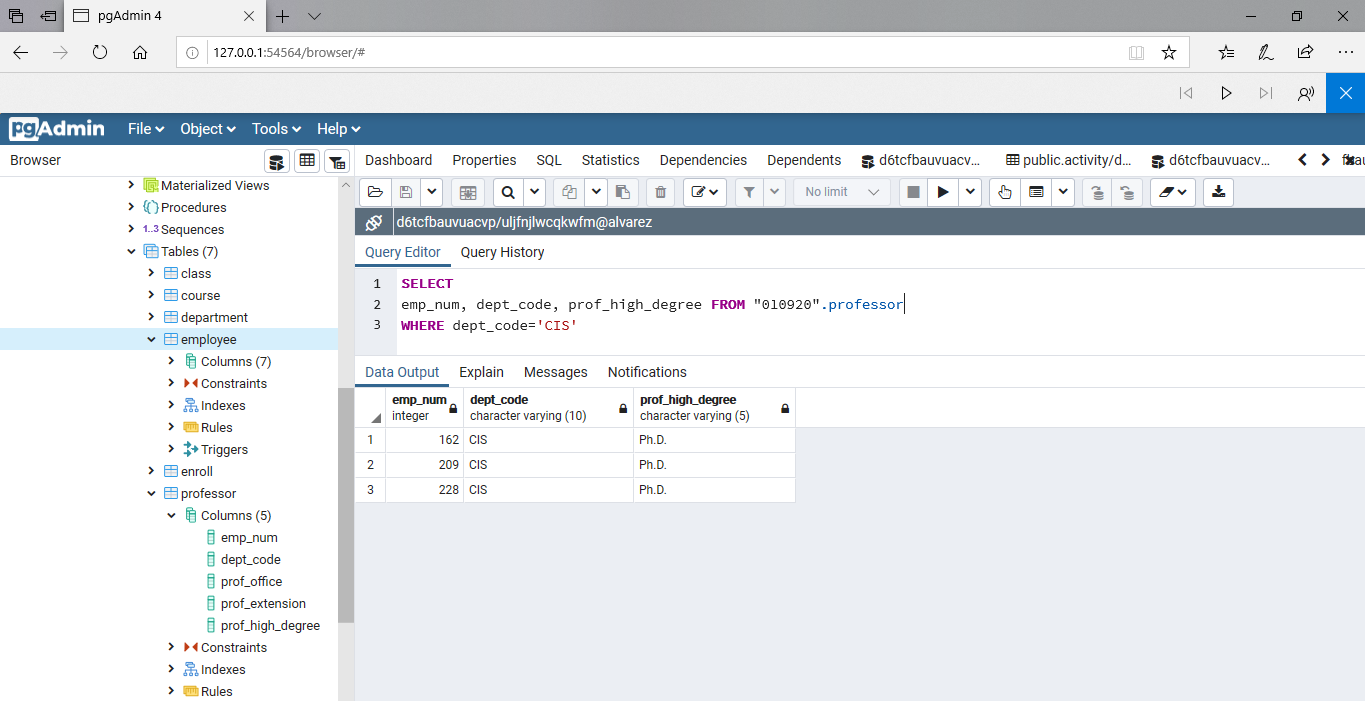 pgAdmin 4
127.0.0.1:54564/browser/#
pgAdmin File Object Tools Help
Browser
Dashboard Properties SQL Statistics Dependencies Dependents d6tcfbauvuacv... public.activity/d... d6tcfbauvuacv...
Materialized Views
Procedures
1..3 Sequences
Tables (7)
class
course
department
employee
Columns (7)
Constraints
Indexes
Rules
Triggers
enroll
professor
Columns (5)
emp_num
dept_code
prof_office
prof_extension
prof_high_degree
Constraints
Indexes
Rules
No limit
d6tcfbauvuacvp/uljfnjlwcqkwfm@alvarez
Query Editor Query History
1 SELECT
2 emp_num, dept_code, prof_high_degree FROM "010920".professor
3 WHERE dept_code='CIS'
Data Output Explain Messages Notifications
emp_num dept_code prof_high_degree
integer character varying (10) character varying (5)
1 162 CIS Ph.D.
2 209 CIS Ph.D.
3 228 CIS Ph.D.